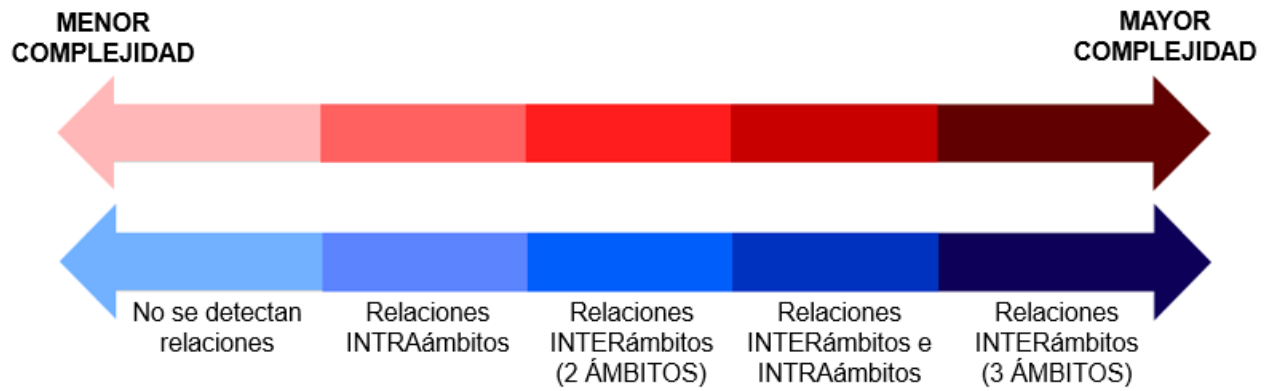 MENOR
COMPLEJIDAD
MAYOR
COMPLEJIDAD
No se detectan
relaciones
Relaciones
INTRAámbitos
Relaciones
INTERámbitos
(2 ÁMBITOS)
Relaciones
INTERámbitos e
INTRAámbitos
Relaciones
INTERámbitos
(3 ÁMBITOS)